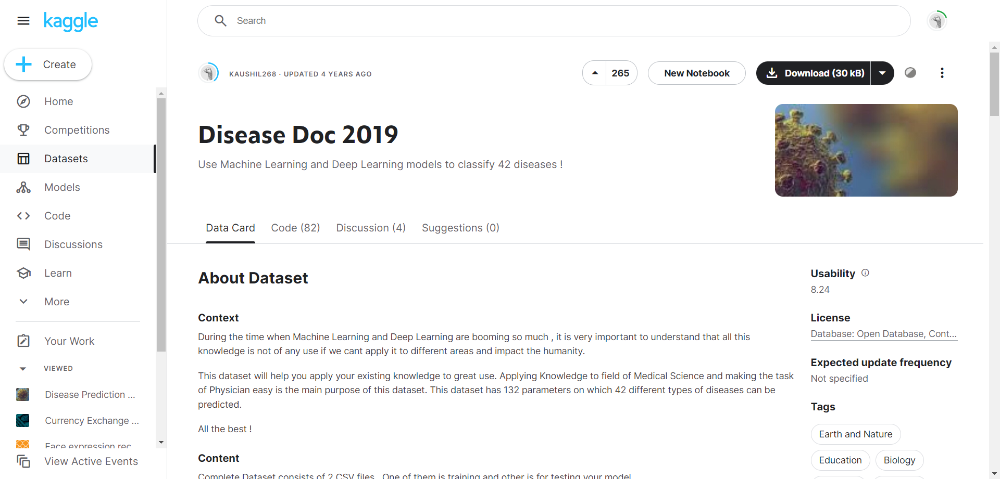 kaggle
Search
Create
Home
Competitions
Datasets
Models
Code
Discussions
Learn
More
Your Work
VIEWED
Disease Prediction ...
Currency Exchange ...
Face expression rec
View Active Events
KAUSHIL268 · UPDATED 4 YEARS AGO
265
New Notebook
Download (30 kB)
Disease Doc 2019
Use Machine Learning and Deep Learning models to classify 42 diseases !
Data Card
Code (82)
Discussion (4)
Suggestions (0)
About Dataset
Context
During the time when Machine Learning and Deep Learning are booming so much , it is very important to understand that all this
knowledge is not of any use if we cant apply it to different areas and impact the humanity.
This dataset will help you apply your existing knowledge to great use. Applying Knowledge to field of Medical Science and making the task
of Physician easy is the main purpose of this dataset. This dataset has 132 parameters on which 42 different types of diseases can be
predicted.
All the best !
Content
Complete Dataset consists of 2 CSV files . One of them is training and other is for testing your model.
Usability
8.24
License
Database: Open Database, Cont...
Expected update frequency
Not specified
Tags
Earth and Nature
Education
Biology